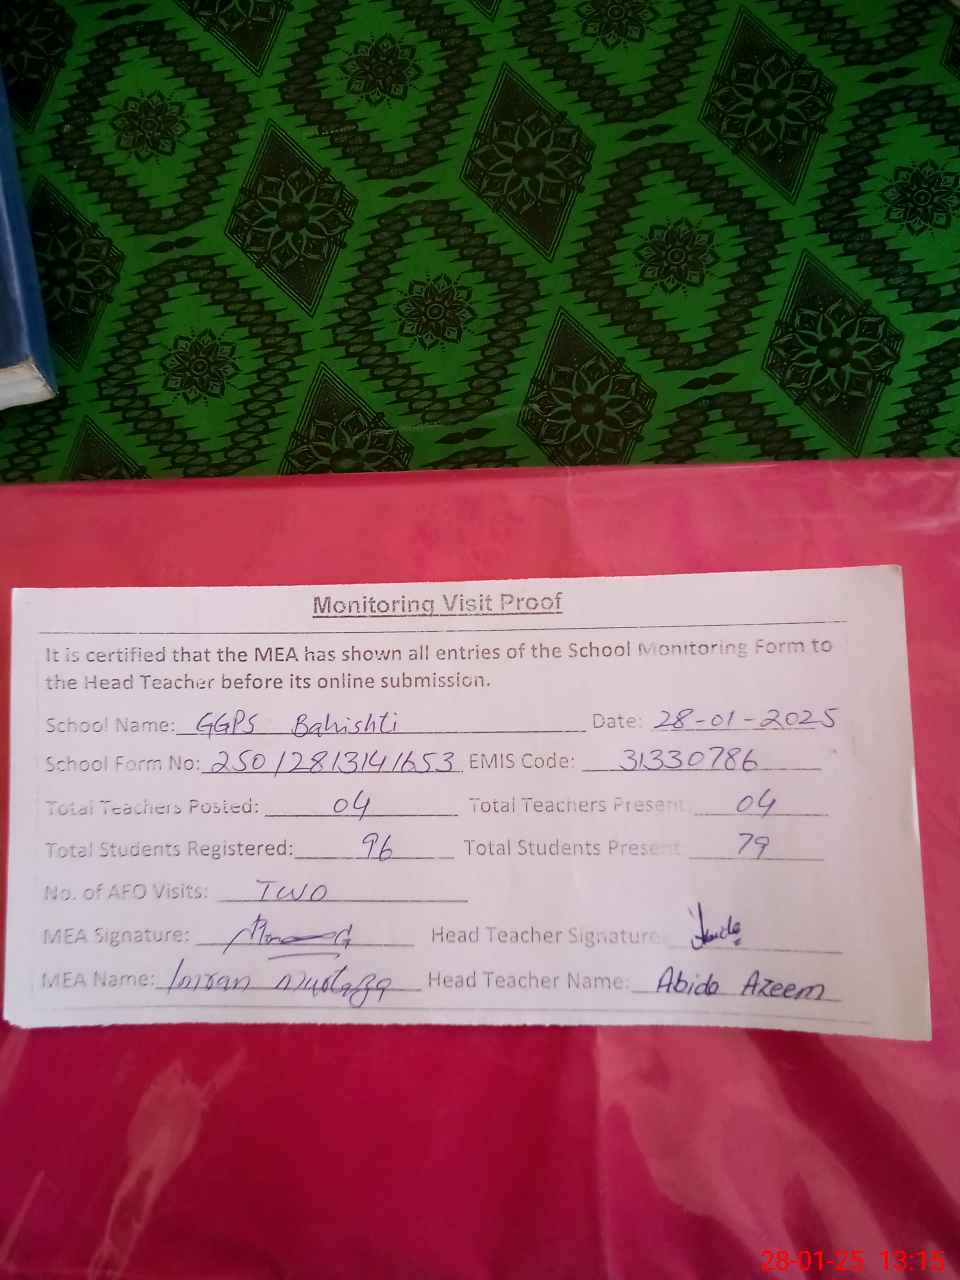 Monitoring Visit Proof
It is certified that the MEA has shown all entries of the School Monitoring Form to
the Head Teacher before its online submission.
School Name: GGPS Bahishti Date: 28-01-2025
School Form No: 25012813141653 EMIS Code: 31330786
Total Teachers Posted: 04 Total Teachers Present: 04
Total Students Registered: 96 Total Students Present: 79
No. of AEO Visits: TWO
MEA Signature: Head Teacher Signature:
MEA Name: Imran Mustafa Head Teacher Name: Abida Azeem
28-01-25 13:15